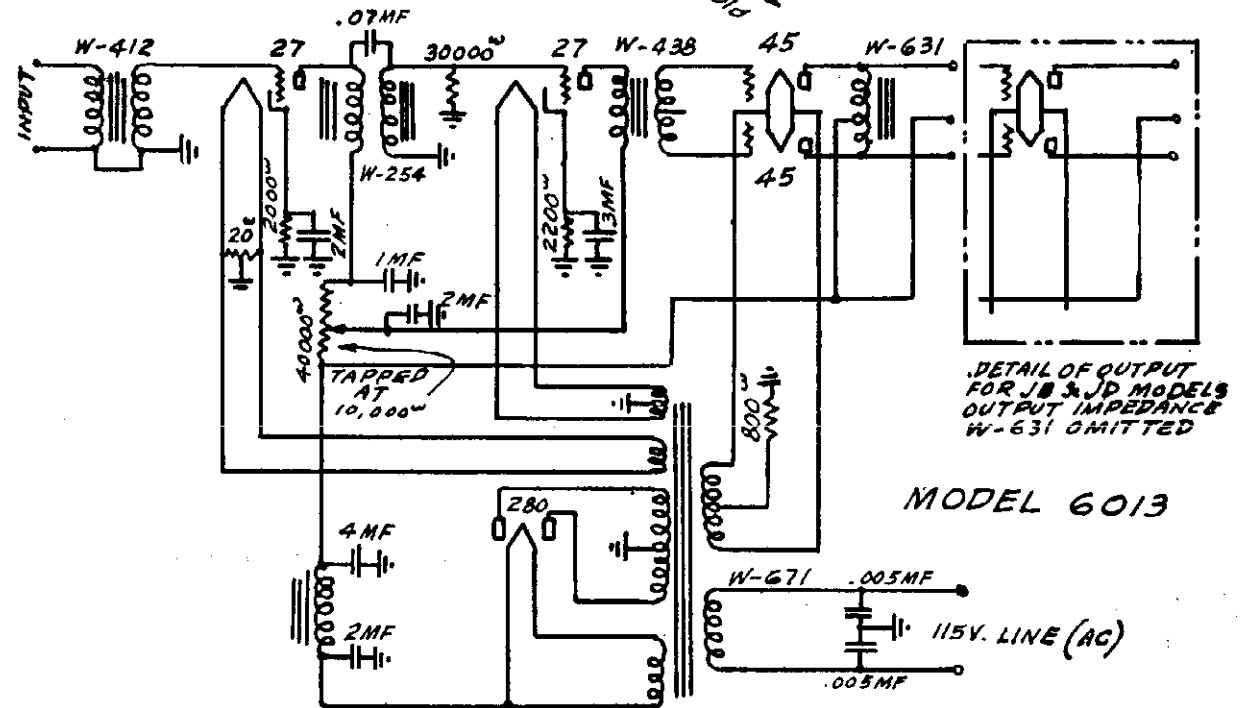 .07MF
W-412
27
30000ω
27
W-438
45
W-631
INPUT
W-254
45
2000ω
2MF
20ω
2200ω
3MF
1MF
2MF
40000ω
TAPPED
AT
10,000ω
800ω
.DETAIL OF OUTPUT
FOR JB & JD MODELS
OUTPUT IMPEDANCE
W-631 OMITTED
280
MODEL 6013
4MF
2MF
W-671
.005MF
115V. LINE (AC)
.005MF